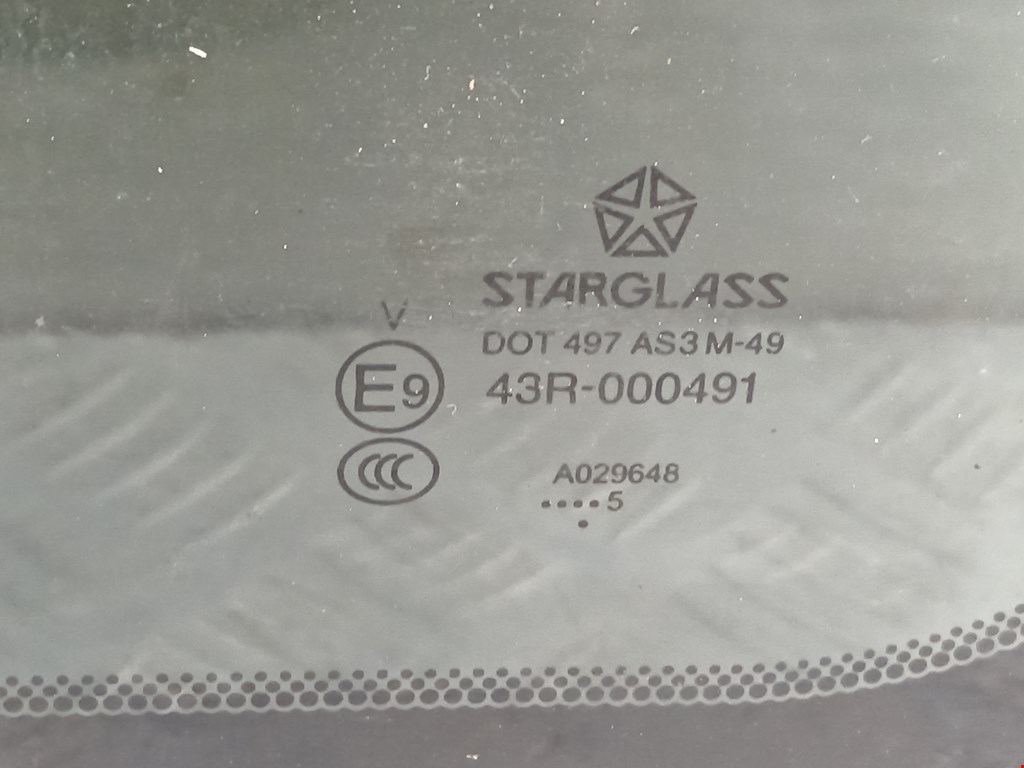 STARGLASS
V
DOT 497 AS3 M-49
E9
43R-000491
CCC
A029648
....5
.